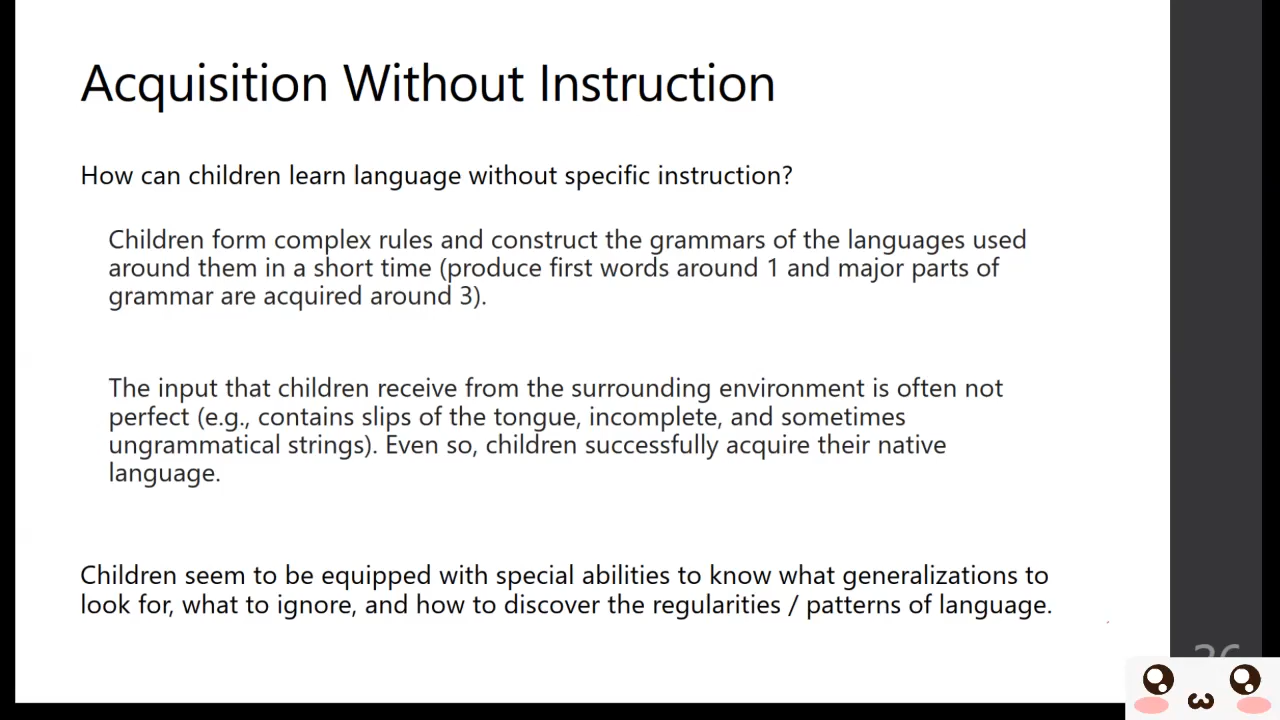 Acquisition Without Instruction
How can children learn language without specific instruction?
Children form complex rules and construct the grammars of the languages used
around them in a short time (produce first words around 1 and major parts of
grammar are acquired around 3).
The input that children receive from the surrounding environment is often not
perfect (e.g., contains slips of the tongue, incomplete, and sometimes
ungrammatical strings). Even so, children successfully acquire their native
language.
Children seem to be equipped with special abilities to know what generalizations to
look for, what to ignore, and how to discover the regularities / patterns of language.